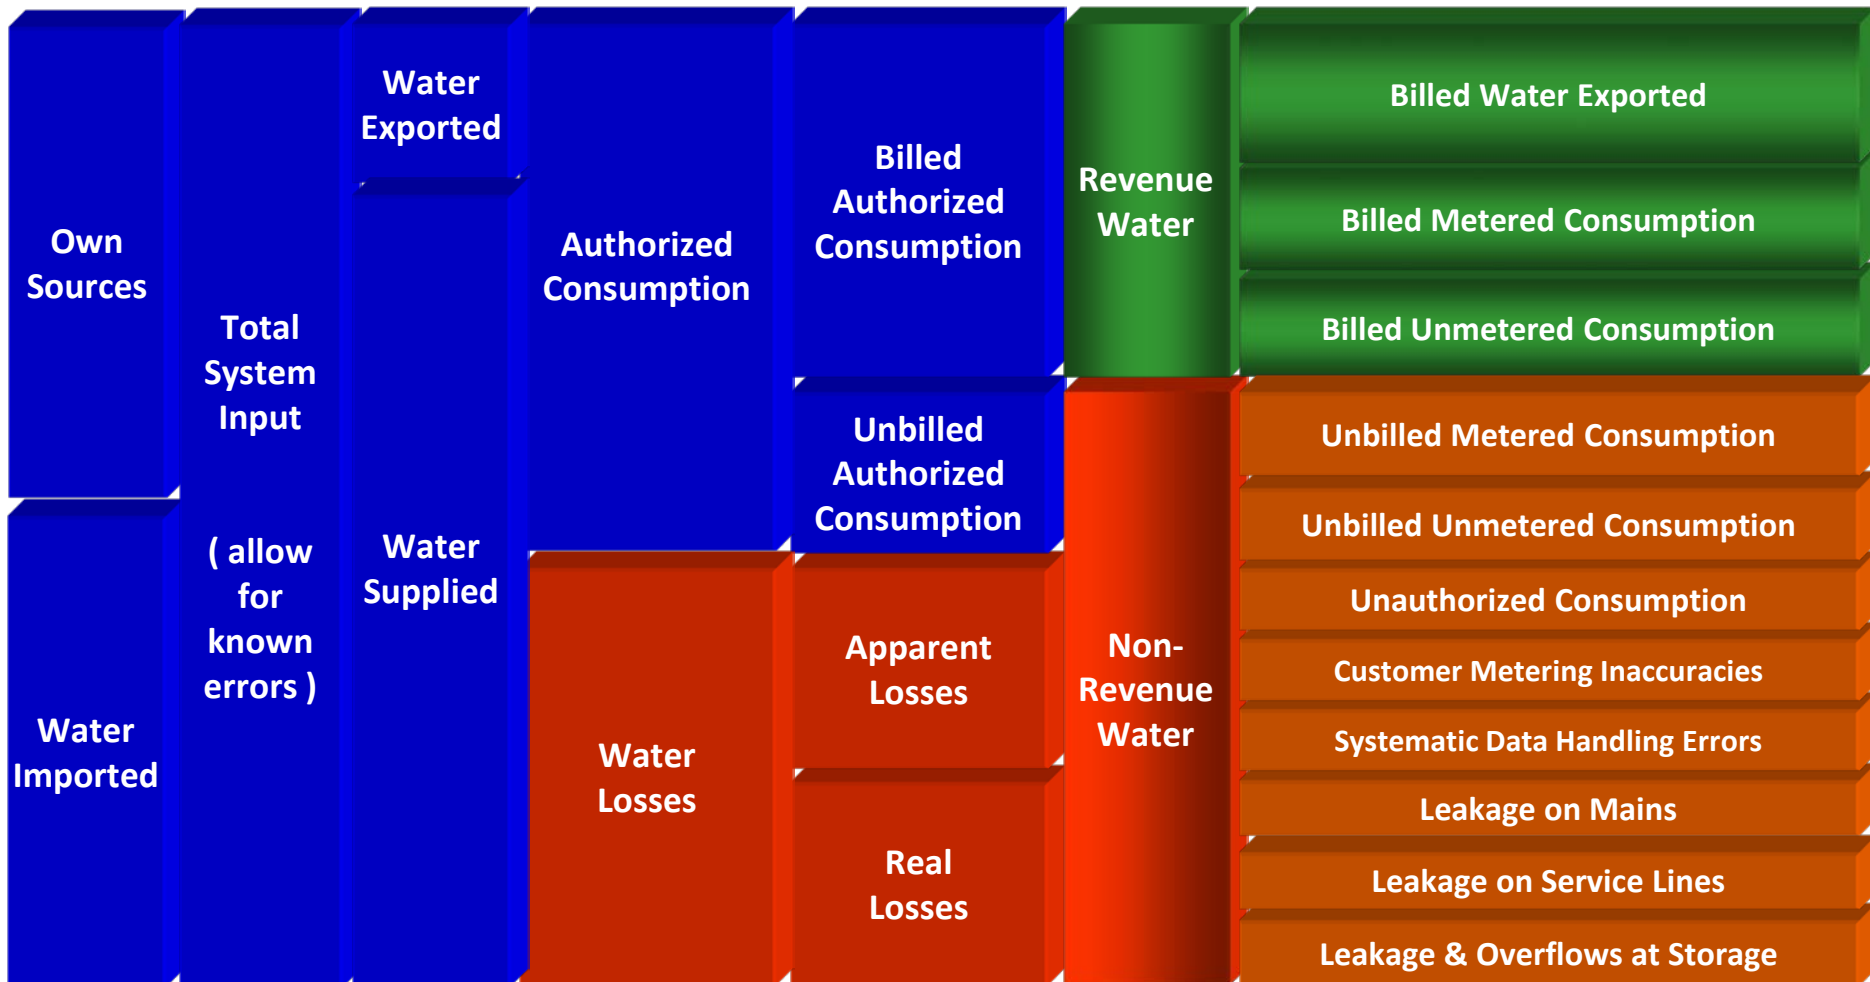 Own
Sources
Water
Imported
Total
System
Input
( allow
for
known
errors )
Water
Exported
Water
Supplied
Authorized
Consumption
Water
Losses
Billed
Authorized
Consumption
Unbilled
Authorized
Consumption
Apparent
Losses
Real
Losses
Revenue
Water
Non-
Revenue
Water
Billed Water Exported
Billed Metered Consumption
Billed Unmetered Consumption
Unbilled Metered Consumption
Unbilled Unmetered Consumption
Unauthorized Consumption
Customer Metering Inaccuracies
Systematic Data Handling Errors
Leakage on Mains
Leakage on Service Lines
Leakage & Overflows at Storage